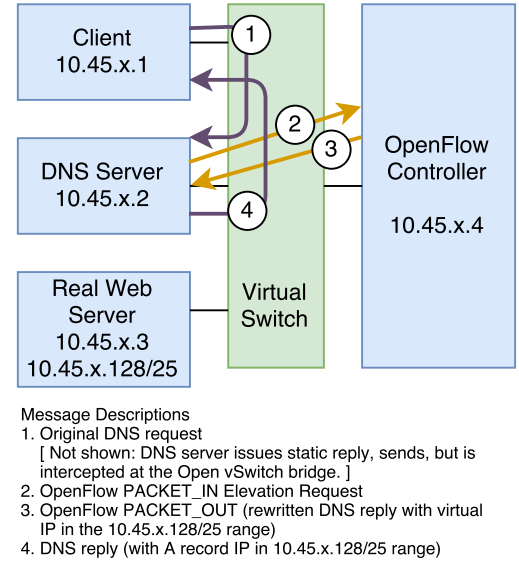 Client
10.45.x.1
1
2
3
DNS Server
10.45.x.2
4
OpenFlow
Controller
10.45.x.4
Real Web
Server
10.45.x.3
10.45.x.128/25
Virtual
Switch
Message Descriptions
1. Original DNS request
[ Not shown: DNS server issues static reply, sends, but is
intercepted at the Open vSwitch bridge. ]
2. OpenFlow PACKET_IN Elevation Request
3. OpenFlow PACKET_OUT (rewritten DNS reply with virtual
IP in the 10.45.x.128/25 range)
4. DNS reply (with A record IP in 10.45.x.128/25 range)